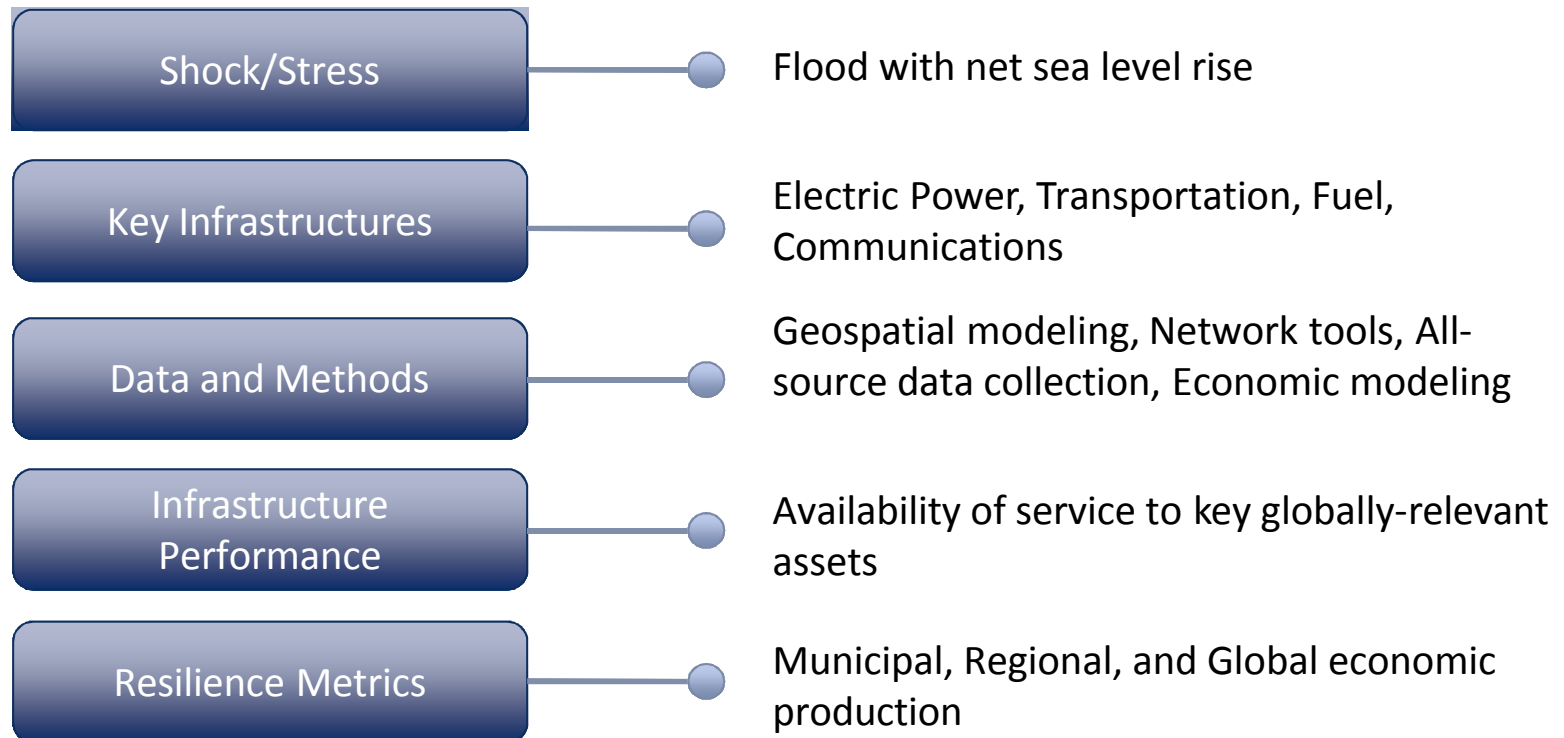 Shock/Stress
Flood with net sea level rise
Key Infrastructures
Electric Power, Transportation, Fuel,
Communications
Data and Methods
Geospatial modeling, Network tools, All-
source data collection, Economic modeling
Infrastructure
Performance
Availability of service to key globally-relevant
assets
Resilience Metrics
Municipal, Regional, and Global economic
production